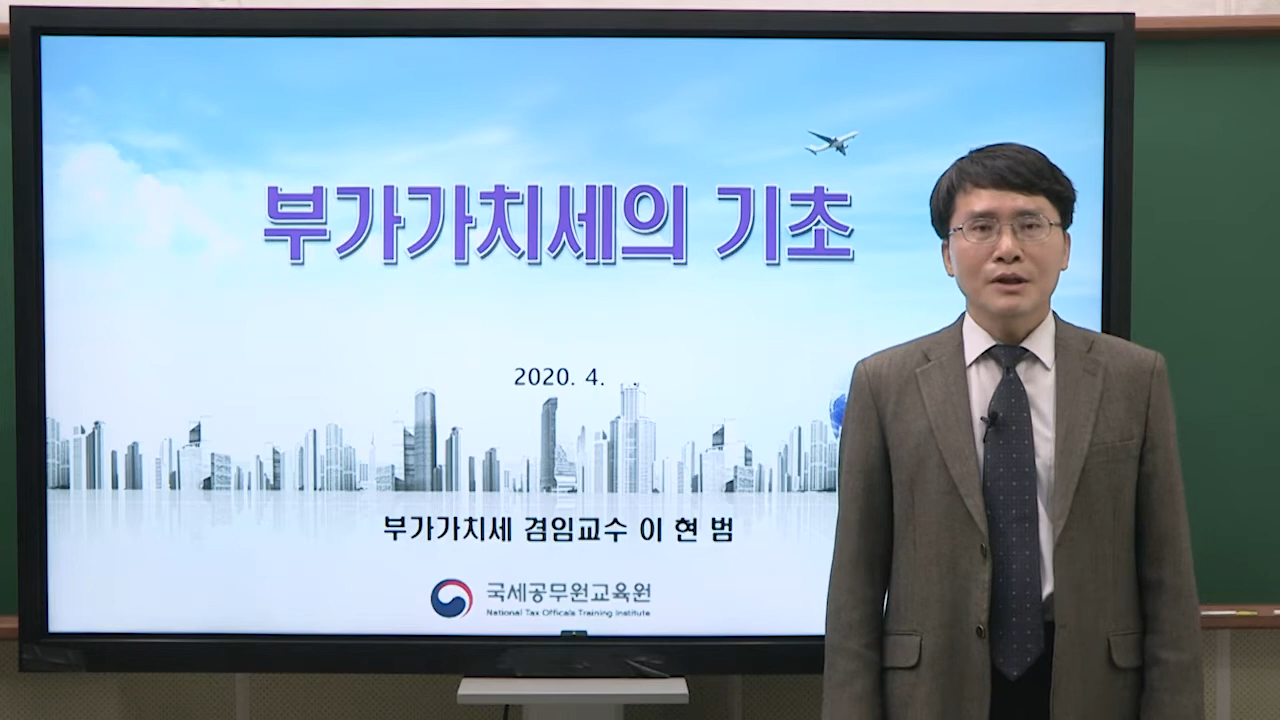 부가가치세의 기초
2020. 4.
부가가치세 겸임교수 이 현 범
국세공무원교육원
National Tax Officals Training Institute